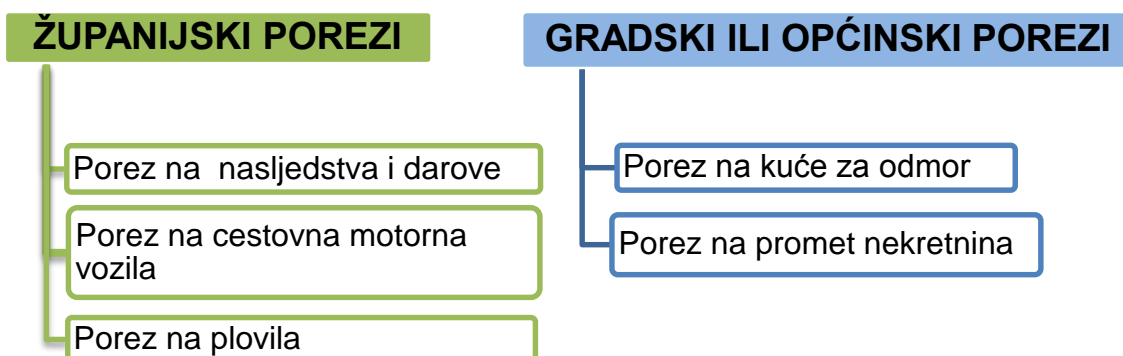 ŽUPANIJSKI POREZI
Porez na nasljedstva i darove
Porez na cestovna motorna
vozila
Porez na plovila
GRADSKI ILI OPĆINSKI POREZI
Porez na kuće za odmor
Porez na promet nekretnina